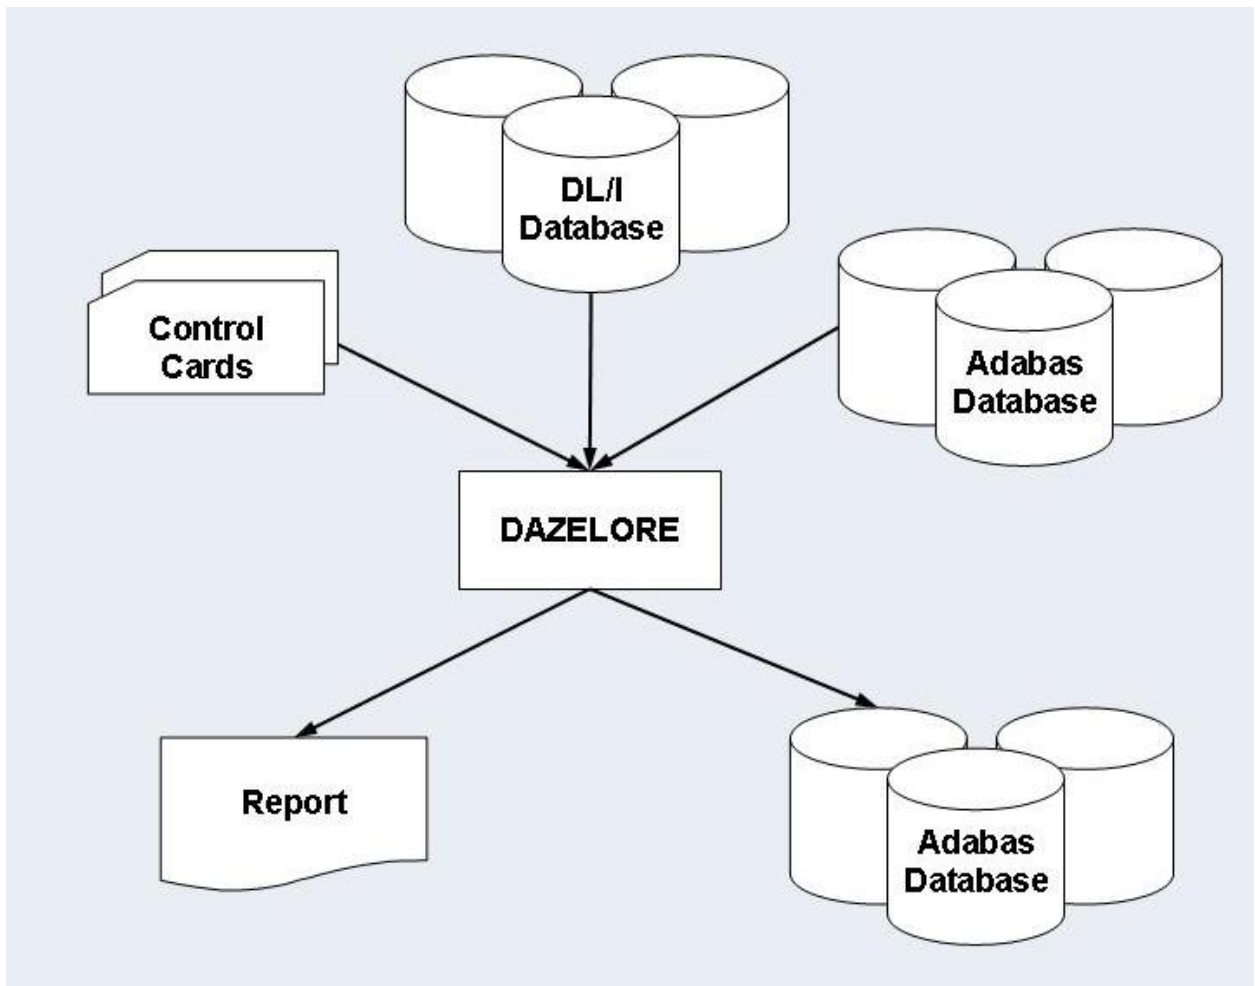 DL/I
Database
Control
Cards
Adabas
Database
DAZELORE
Report
Adabas
Database